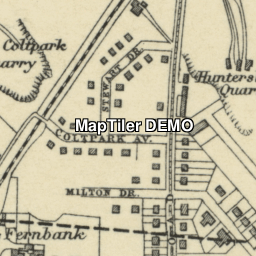 Coltpark
arry
STEWART DR.
Hunters
Quar
COLTPARK AV.
MapTiler DEMO
MILTON DR.
Fernbank